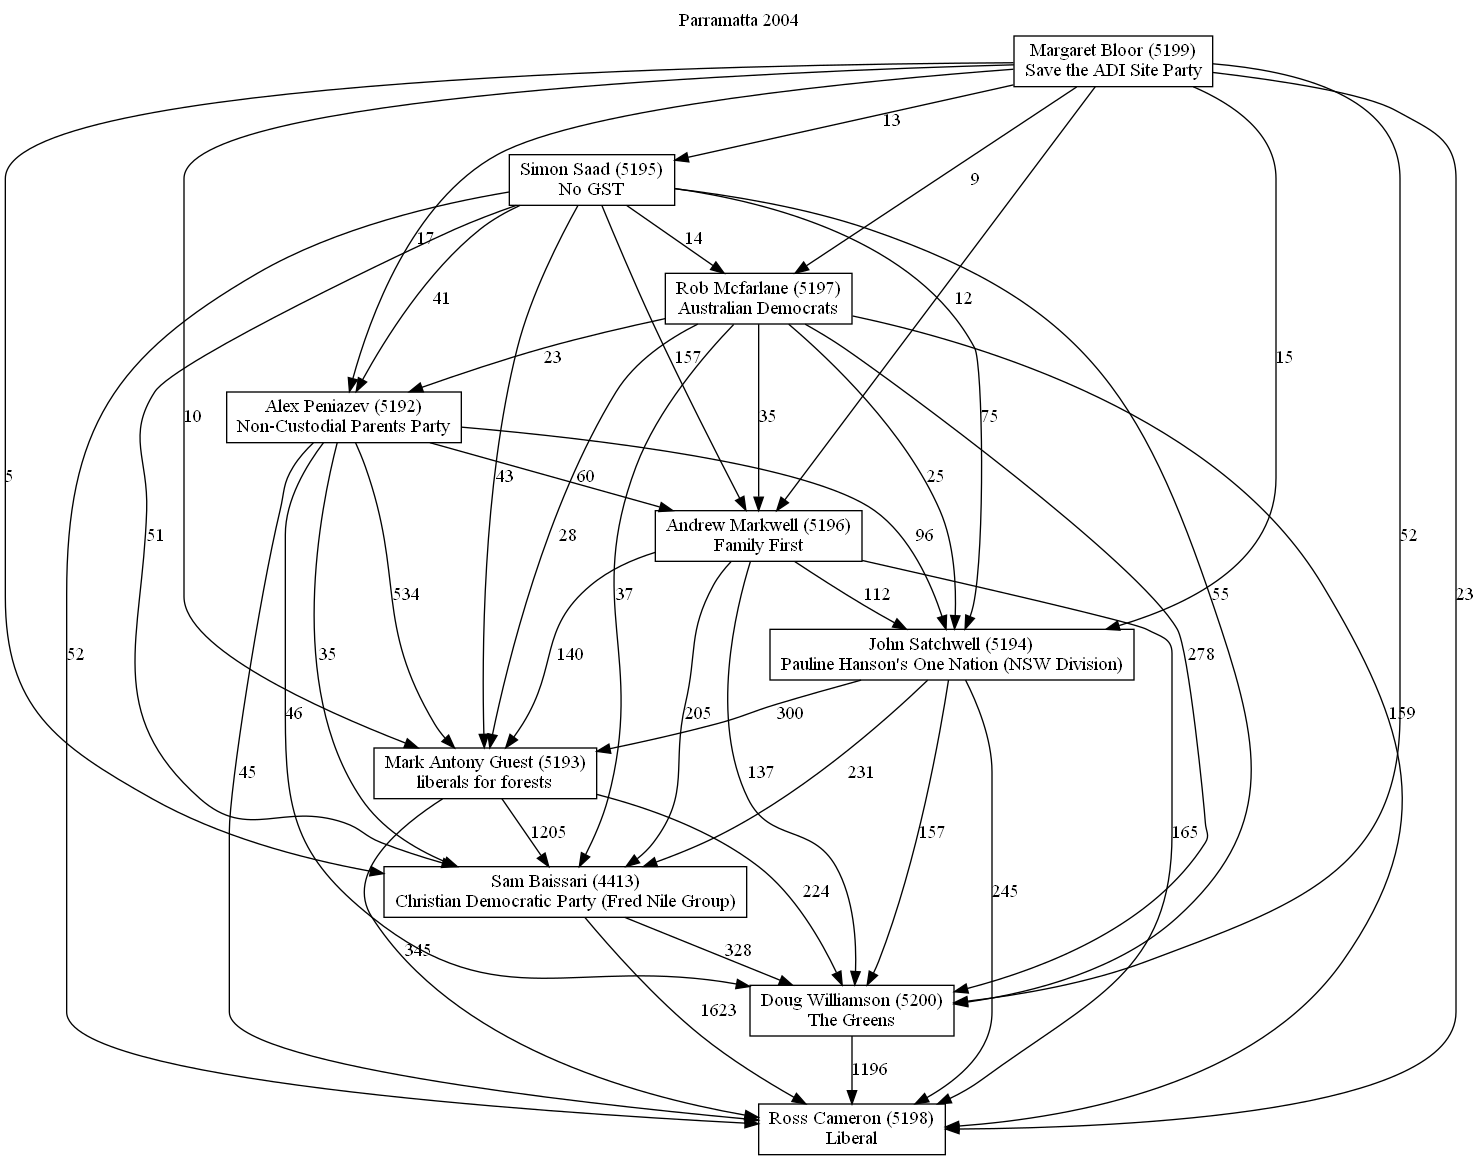 Parramatta 2004
Margaret Bloor (5199)
Save the ADI Site Party
13
Simon Saad (5195)
No GST
9
17
14
41
12
Rob Mcfarlane (5197)
Australian Democrats
23
157
15
Alex Peniazev (5192)
Non-Custodial Parents Party
10
35
75
5
43
60
25
51
28
96
52
Andrew Markwell (5196)
Family First
534
37
112
55
23
52
35
140
John Satchwell (5194)
Pauline Hanson's One Nation (NSW Division)
278
46
205
300
159
45
Mark Antony Guest (5193)
liberals for forests
137
231
1205
157
165
Sam Baissari (4413)
Christian Democratic Party (Fred Nile Group)
224
245
345
328
Doug Williamson (5200)
The Greens
1623
1196
Ross Cameron (5198)
Liberal